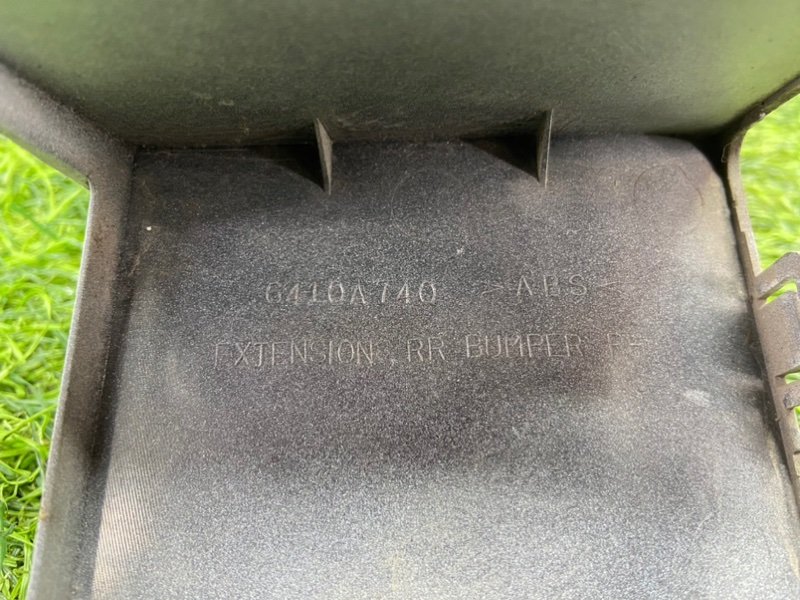 6410A740 >ABS<
EXTENSION, RR BUMPER